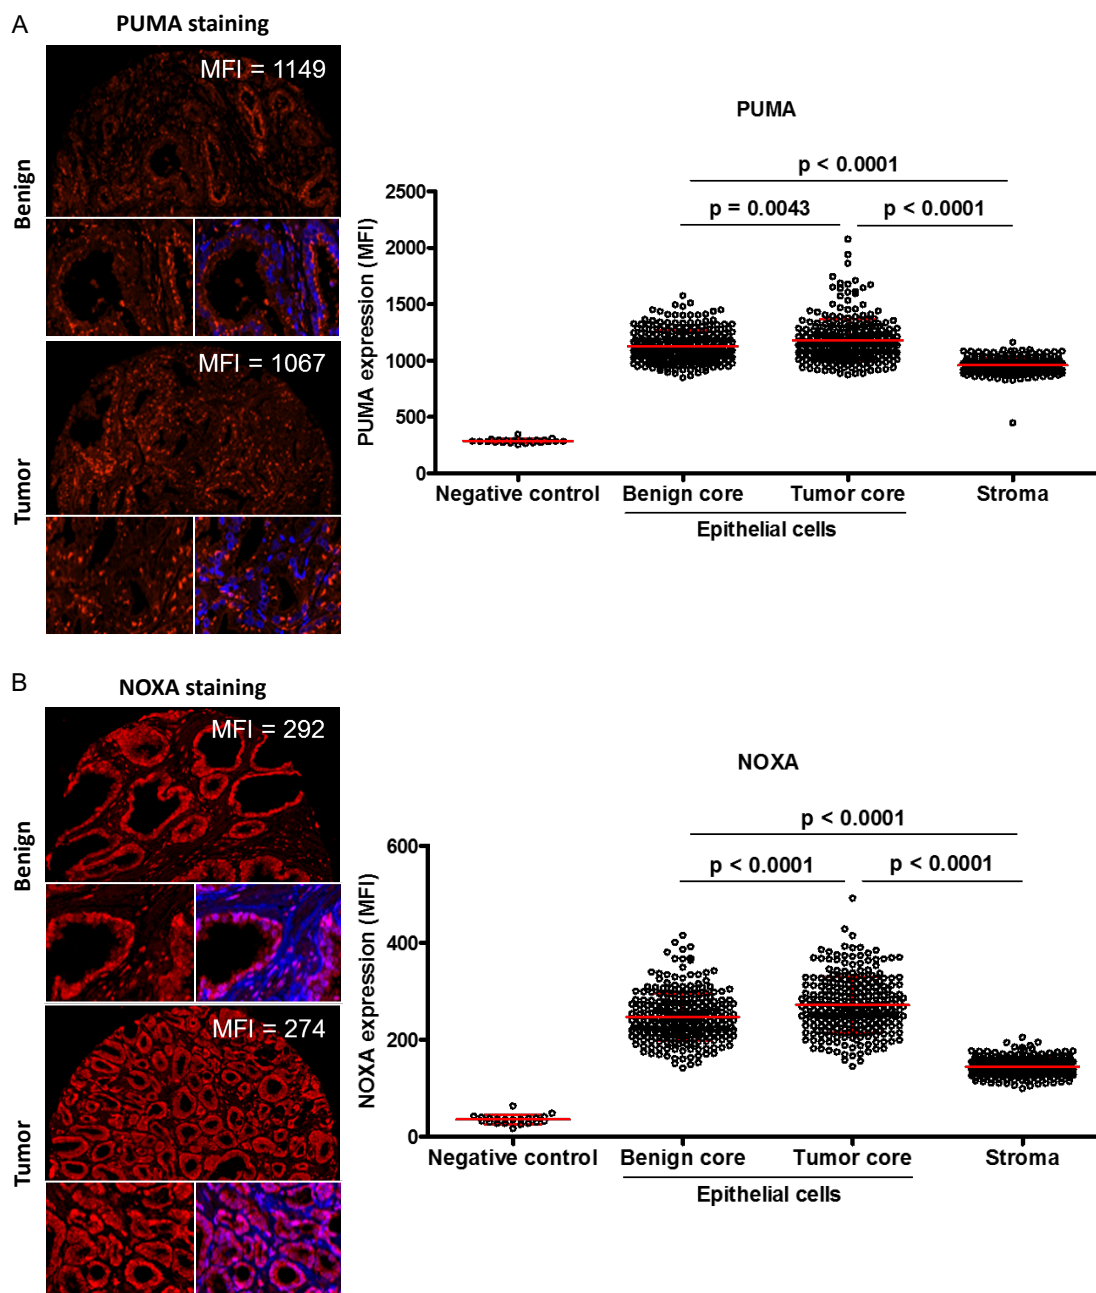 A
PUMA staining
MFI = 1149
Benign
MFI = 1067
Tumor
PUMA
p < 0.0001
p = 0.0043
p < 0.0001
PUMA expression (MFI)
2500
2000
1500
1000
500
0
Negative control
Benign core
Tumor core
Stroma
Epithelial cells
B
NOXA staining
MFI = 292
Benign
MFI = 274
Tumor
NOXA
p < 0.0001
p < 0.0001
p < 0.0001
NOXA expression (MFI)
600
400
200
0
Negative control
Benign core
Tumor core
Stroma
Epithelial cells